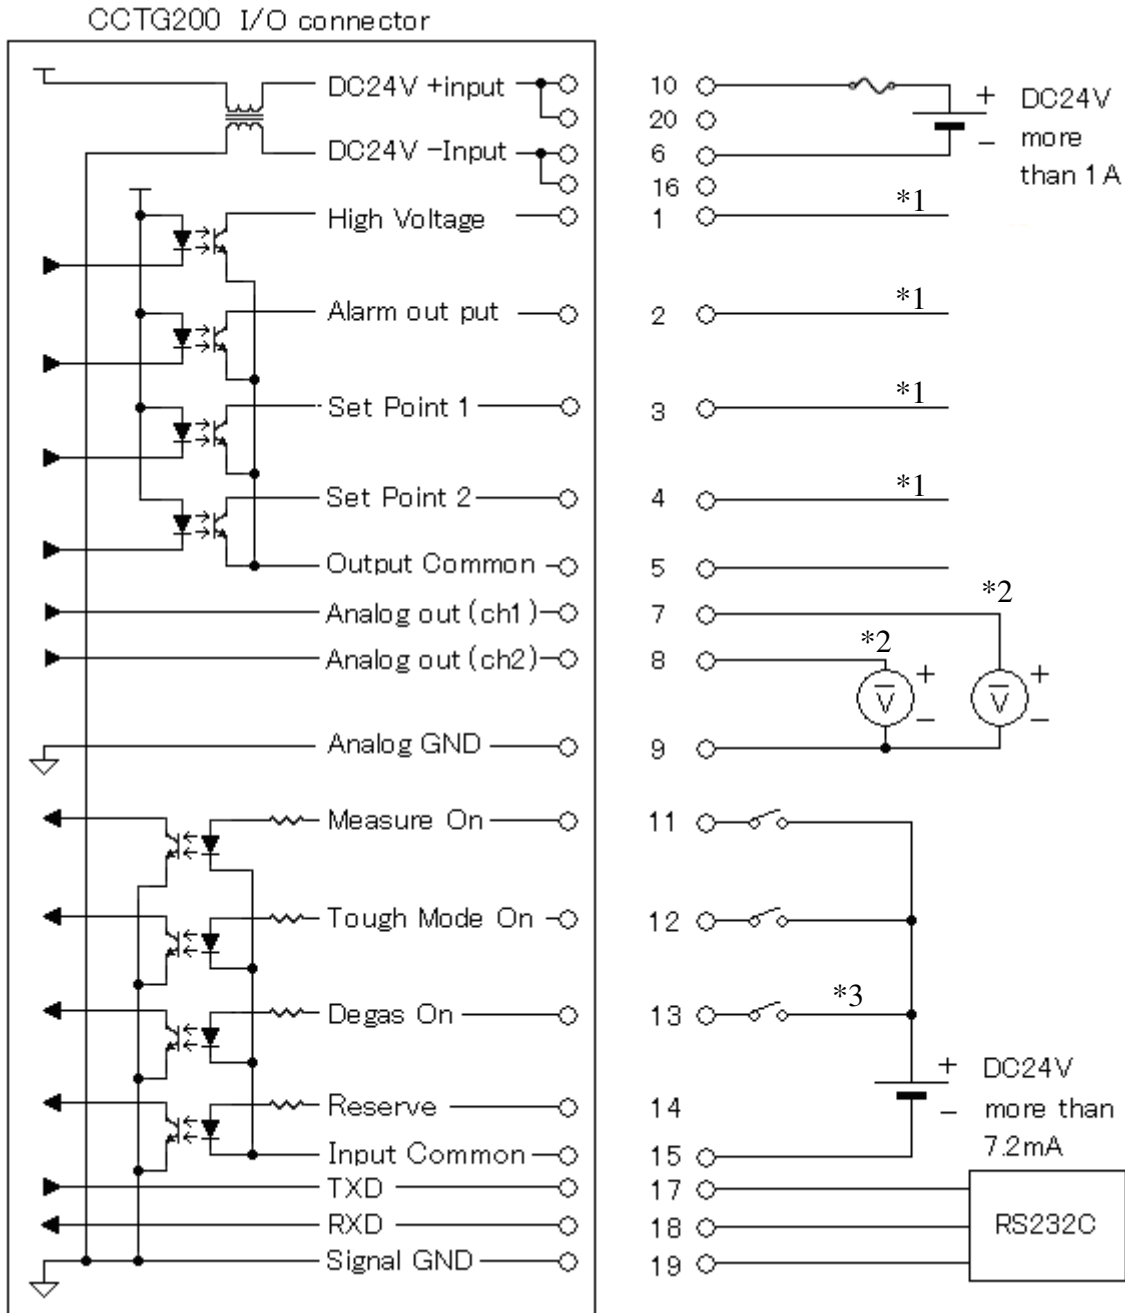 CCTG200 I/O connector
DC24V +input 10 + DC24V
20 more
DC24V -Input 6 - than 1A
16
High Voltage 1 *1
Alarm out put 2 *1
Set Point 1 3 *1
Set Point 2 4 *1
Output Common 5
Analog out (ch1) 7 *2
Analog out (ch2) 8 *2
V + - V + -
Analog GND 9
Measure On 11
Tough Mode On 12
Degas On 13 *3
+ DC24V
Reserve 14 - more than
Input Common 15 7.2mA
TXD 17
RXD 18 RS232C
Signal GND 19